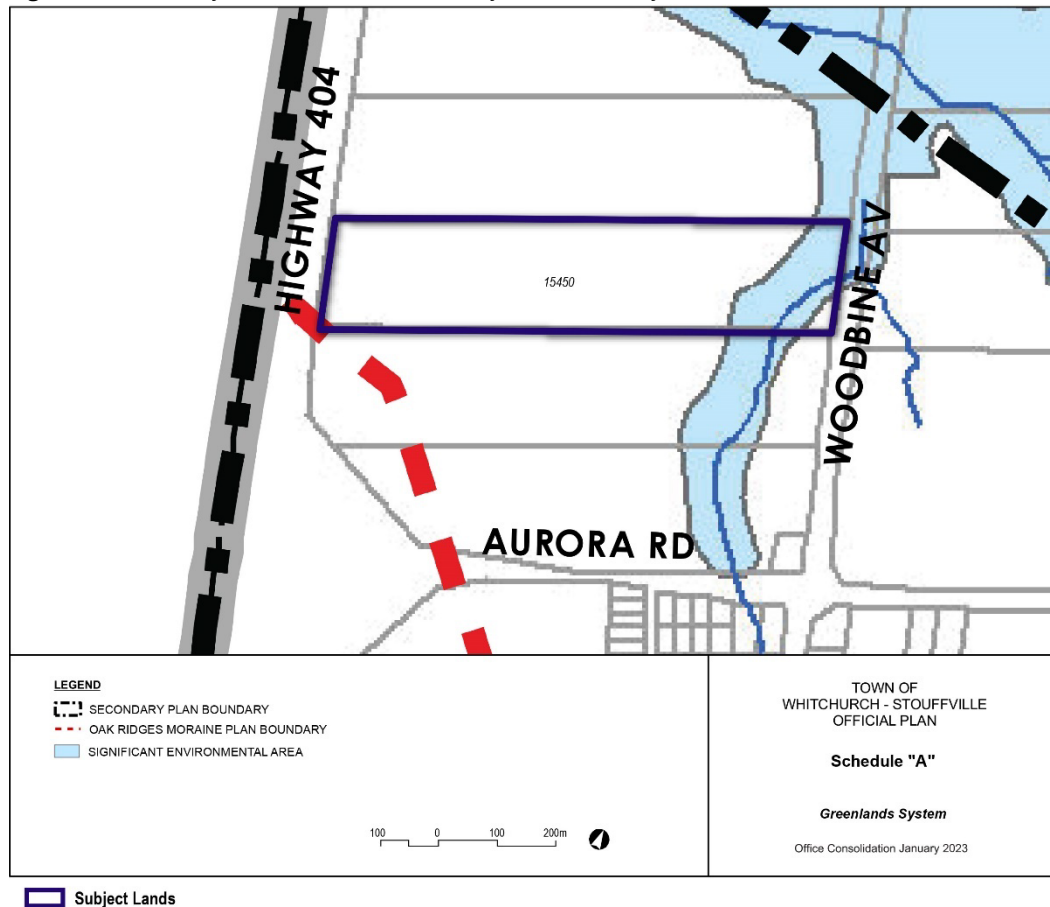 HIGHWAY 404
15450
WOODBINE AV
AURORA RD
LEGEND
SECONDARY PLAN BOUNDARY
OAK RIDGES MORAINE PLAN BOUNDARY
SIGNIFICANT ENVIRONMENTAL AREA
100 0 100 200m
TOWN OF
WHITCHURCH - STOUFFVILLE
OFFICIAL PLAN
Schedule "A"
Greenlands System
Office Consolidation January 2023
Subject Lands